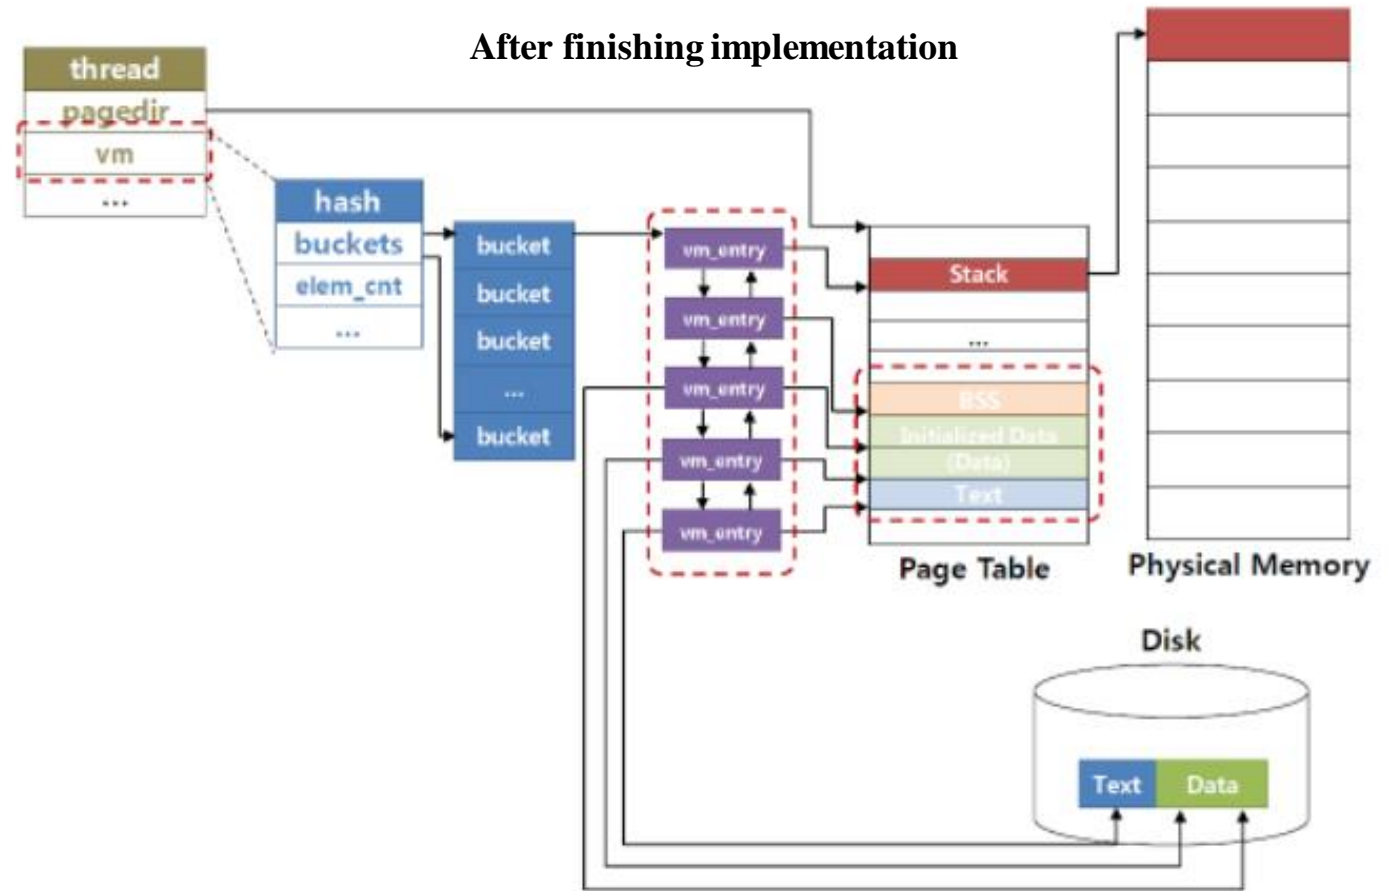 After finishing implementation
thread
pagedir
vm
...
hash
buckets
elem_cnt
...
bucket
bucket
bucket
...
bucket
vm_entry
vm_entry
vm_entry
vm_entry
vm_entry
Stack
...
BSS
Initialized Data
(Data)
Text
Page Table
Physical Memory
Disk
Text
Data